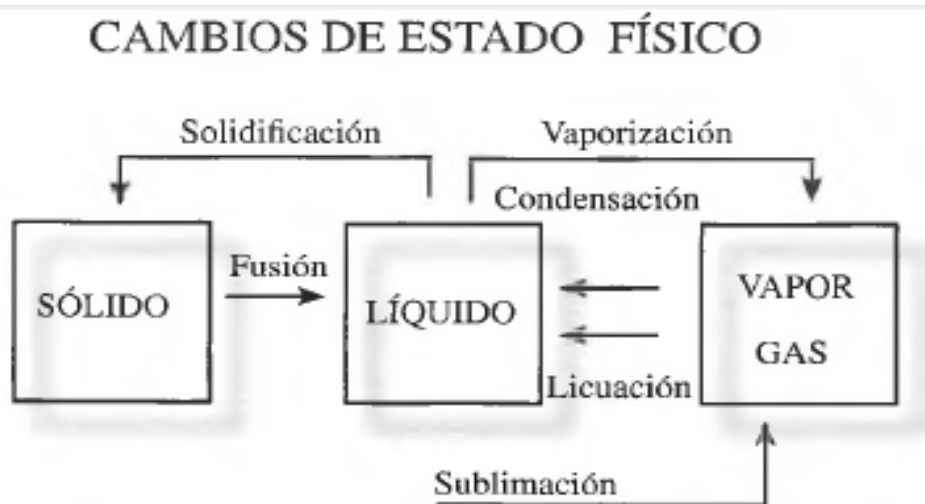 CAMBIOS DE ESTADO FÍSICO
Solidificación
Vaporización
Condensación
Fusión
SÓLIDO
LÍQUIDO
VAPOR
GAS
Licuación
Sublimación